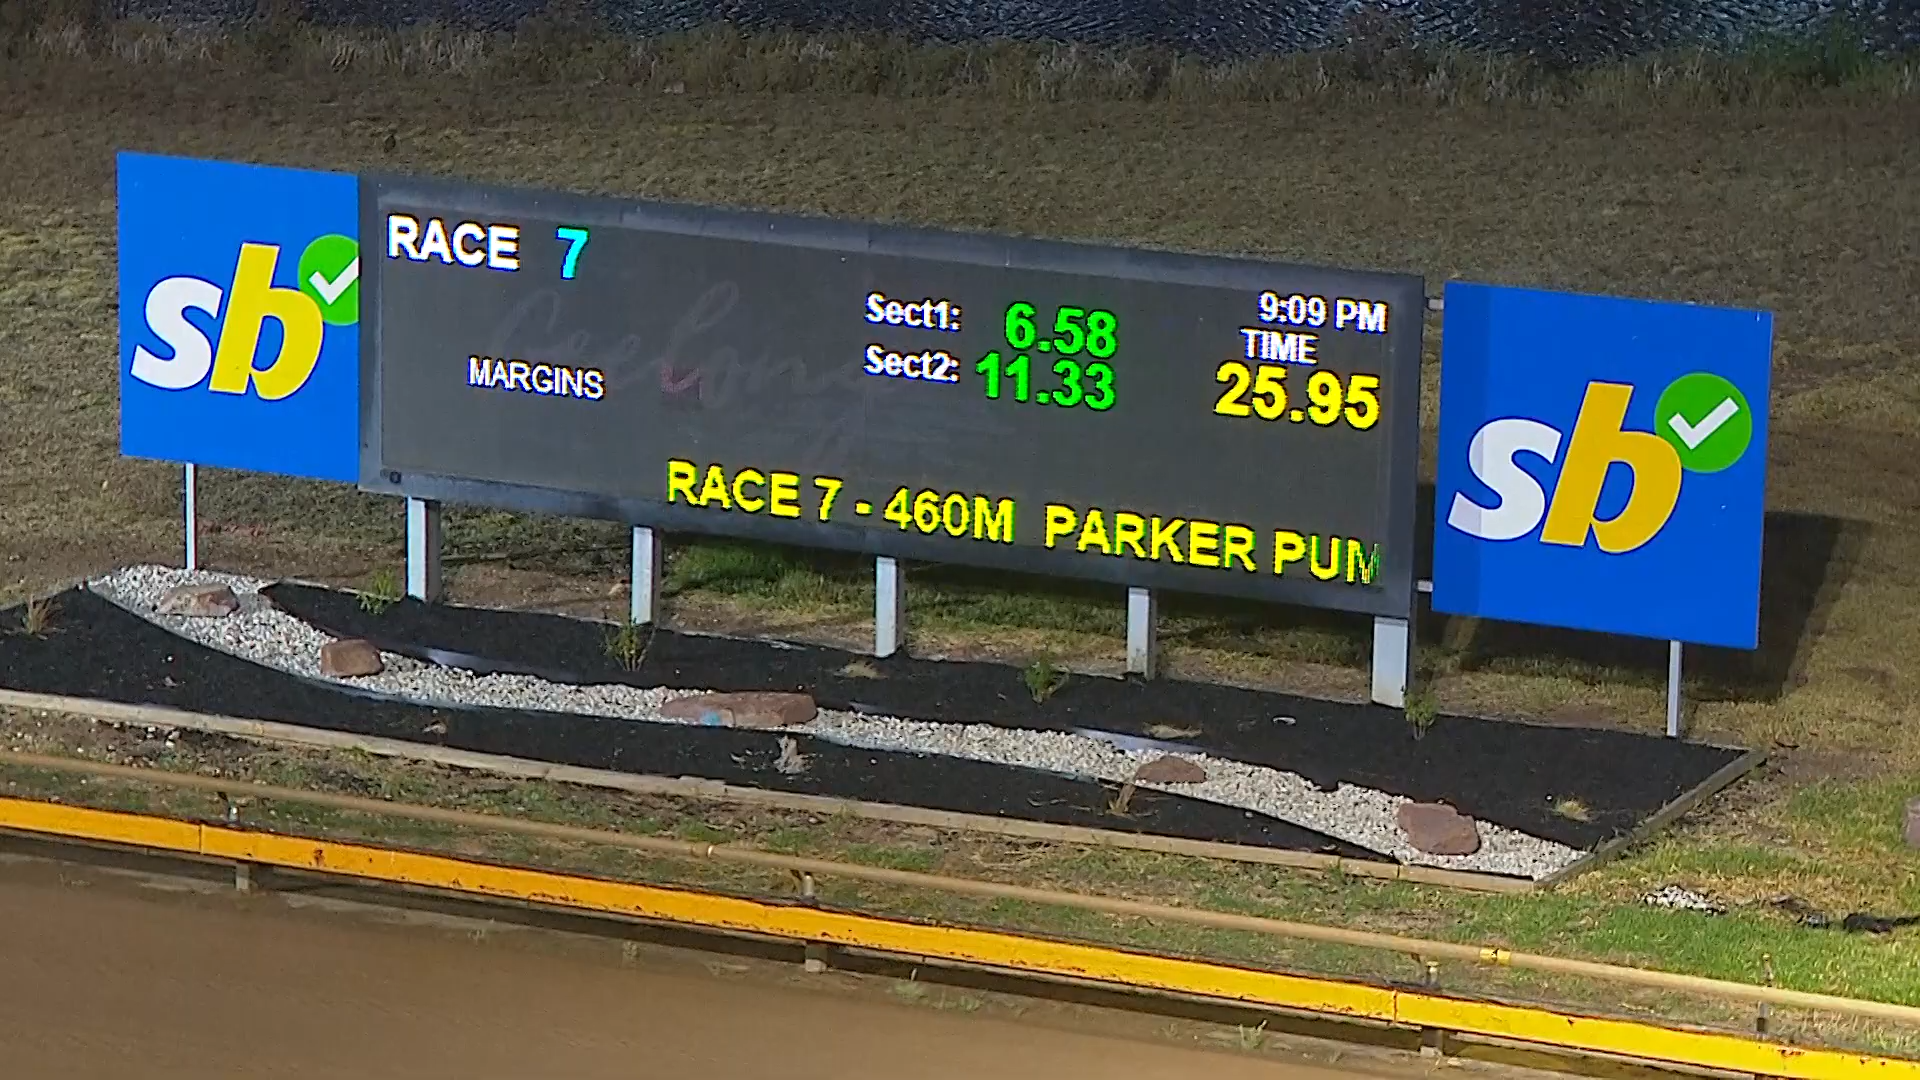 sb
RACE 7
9:09 PM
Sect1: 6.58
TIME
Sect2: 11.33
25.95
MARGINS
RACE 7 - 460M PARKER PUM
sb